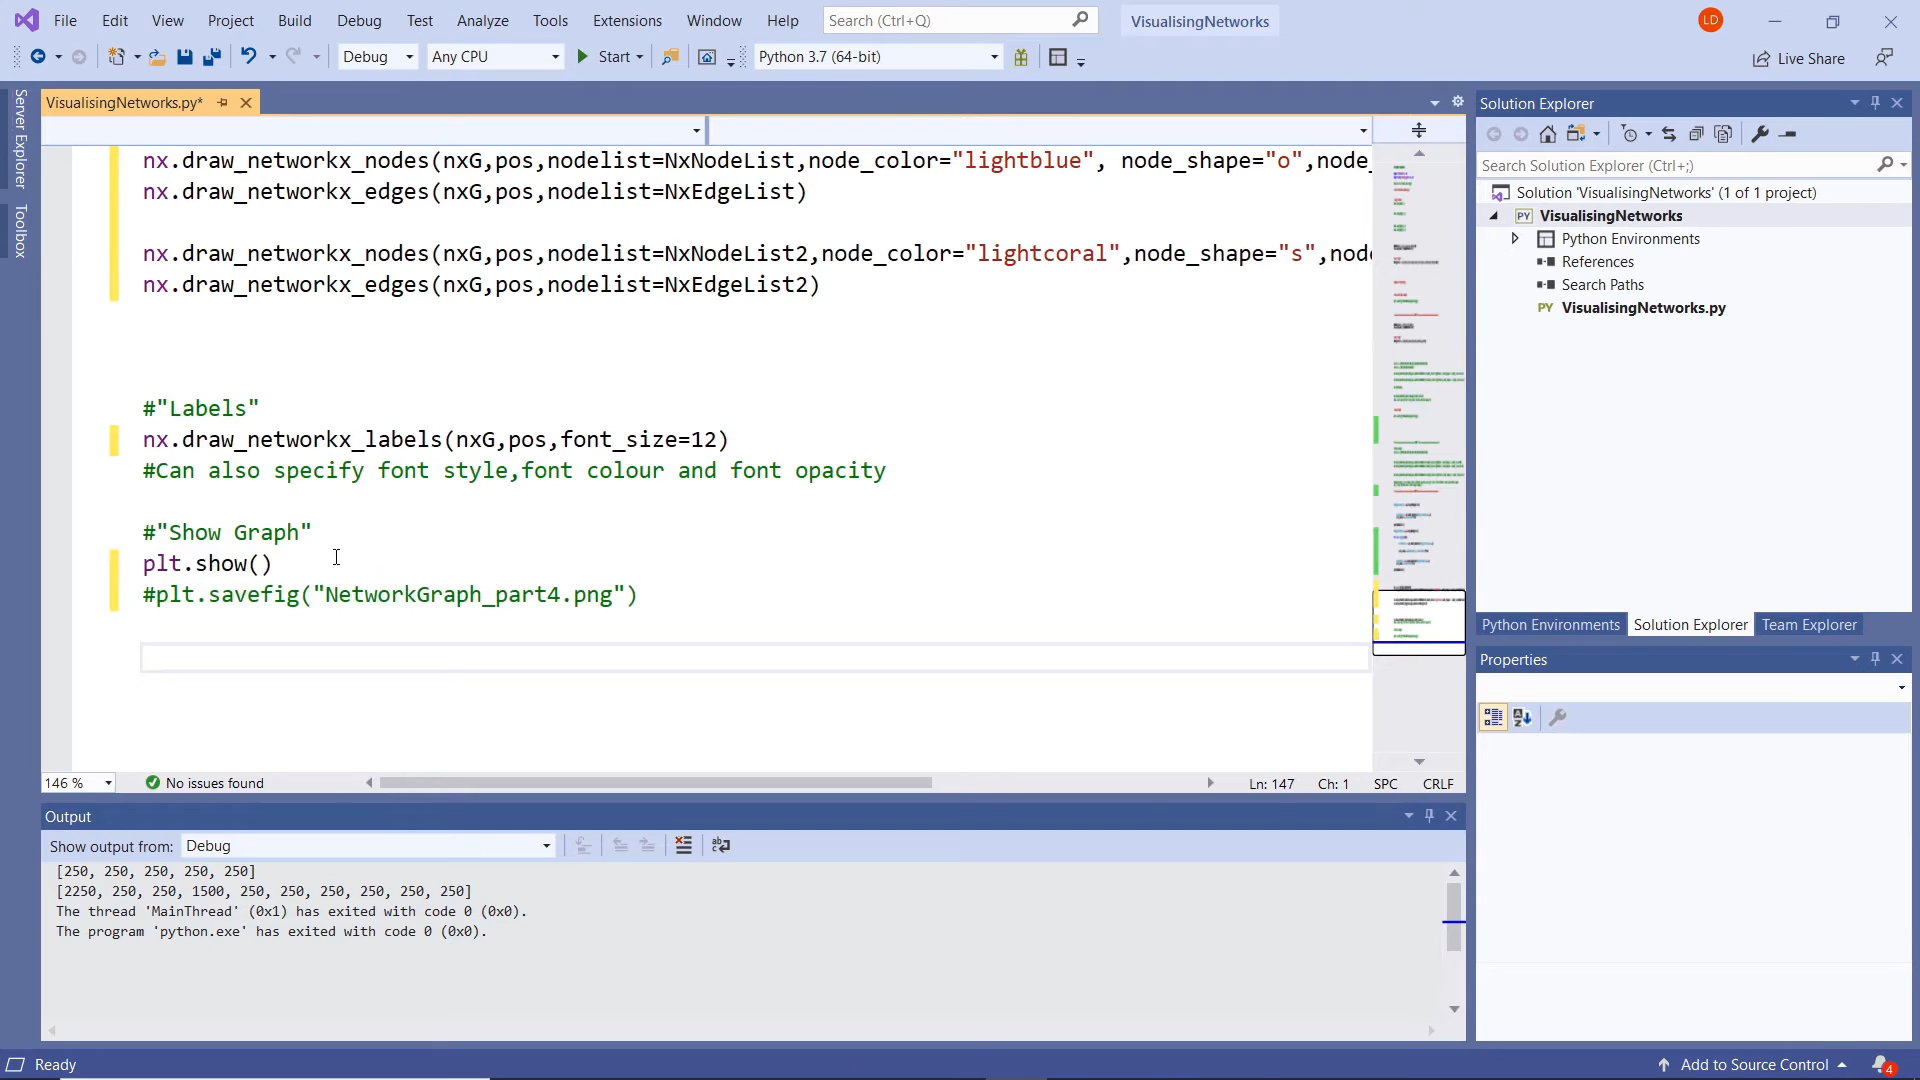 File Edit View Project Build Debug Test Analyze Tools Extensions Window Help Search (Ctrl+Q) VisualisingNetworks LD
Debug Any CPU Start Python 3.7 (64-bit) Live Share
Server Explorer
Toolbox
VisualisingNetworks.py*
nx.draw_networkx_nodes(nxG,pos,nodelist=NxNodeList,node_color="lightblue", node_shape="o",node_
nx.draw_networkx_edges(nxG,pos,nodelist=NxEdgeList)
nx.draw_networkx_nodes(nxG,pos,nodelist=NxNodeList2,node_color="lightcoral",node_shape="s",node
nx.draw_networkx_edges(nxG,pos,nodelist=NxEdgeList2)
#"Labels"
nx.draw_networkx_labels(nxG,pos,font_size=12)
#Can also specify font style,font colour and font opacity
#"Show Graph"
plt.show()
#plt.savefig("NetworkGraph_part4.png")
146 % No issues found Ln: 147 Ch: 1 SPC CRLF
Output
Show output from: Debug
[250, 250, 250, 250, 250]
[2250, 250, 250, 1500, 250, 250, 250, 250, 250, 250]
The thread 'MainThread' (0x1) has exited with code 0 (0x0).
The program 'python.exe' has exited with code 0 (0x0).
Solution Explorer
Search Solution Explorer (Ctrl+;)
Solution 'VisualisingNetworks' (1 of 1 project)
PY VisualisingNetworks
Python Environments
References
Search Paths
PY VisualisingNetworks.py
Python Environments Solution Explorer Team Explorer
Properties
Ready Add to Source Control 4